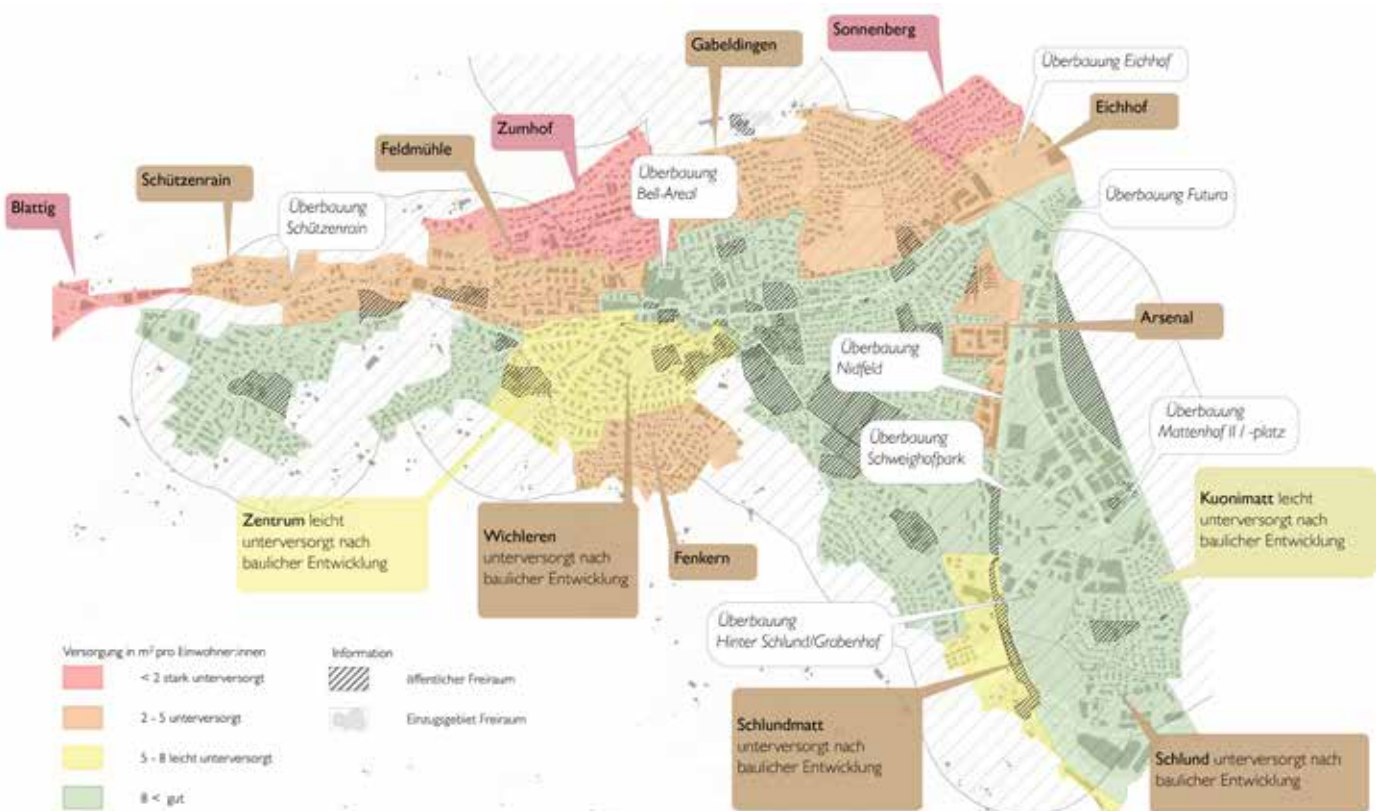 Sonnenberg
Gabeldingen
Überbauung Eichhof
Eichhof
Zumhof
Feldmühle
Überbauung
Bell-Areal
Schützenrain
Überbauung
Schützenrain
Überbauung Futura
Blattig
Arsenal
Überbauung
Nidfeld
Überbauung
Mattenhof II / -platz
Überbauung
Schweighofpark
Zentrum leicht
unterversorgt nach
baulicher Entwicklung
Wichleren
unterversorgt nach
baulicher Entwicklung
Fenkern
Kuonimatt leicht
unterversorgt nach
baulicher Entwicklung
Überbauung
Hinter Schlund/Grabenhof
Schlundmatt
unterversorgt nach
baulicher Entwicklung
Schlund unterversorgt nach
baulicher Entwicklung
Versorgung in m² pro Einwohner:innen
< 2 stark unterversorgt
2 - 5 unterversorgt
5 - 8 leicht unterversorgt
8 < gut
Information
öffentlicher Freiraum
Einzugsgebiet Freiraum